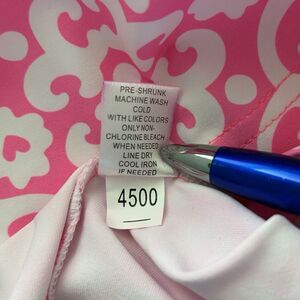 PRE-SHRUNK
MACHINE WASH
COLD
WITH LIKE COLORS
ONLY NON-
CHLORINE BLEACH
WHEN NEEDED
LINE DRY
COOL IRON
IF NEEDED
4500